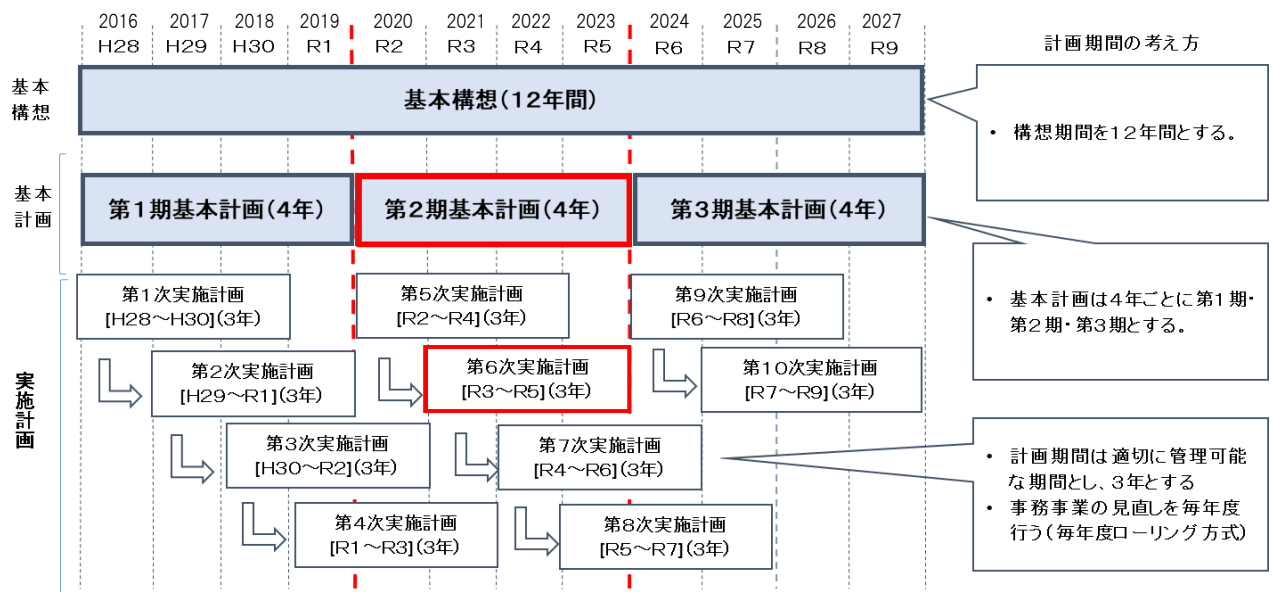 2016 2017 2018 2019 2020 2021 2022 2023 2024 2025 2026 2027
H28 H29 H30 R1 R2 R3 R4 R5 R6 R7 R8 R9
計画期間の考え方
基本
構想
基本構想(12年間)
・ 構想期間を12年間とする。
基本
計画
第1期基本計画(4年)
第2期基本計画(4年)
第3期基本計画(4年)
・ 基本計画は4年ごとに第1期・
第2期・第3期とする。
実施計画
第1次実施計画
[H28～H30](3年)
第5次実施計画
[R2～R4](3年)
第9次実施計画
[R6～R8](3年)
第2次実施計画
[H29～R1](3年)
第6次実施計画
[R3～R5](3年)
第10次実施計画
[R7～R9](3年)
第3次実施計画
[H30～R2](3年)
第7次実施計画
[R4～R6](3年)
第4次実施計画
[R1～R3](3年)
第8次実施計画
[R5～R7](3年)
・ 計画期間は適切に管理可能
な期間とし、3年とする
・ 事務事業の見直しを毎年度
行う(毎年度ローリング方式)